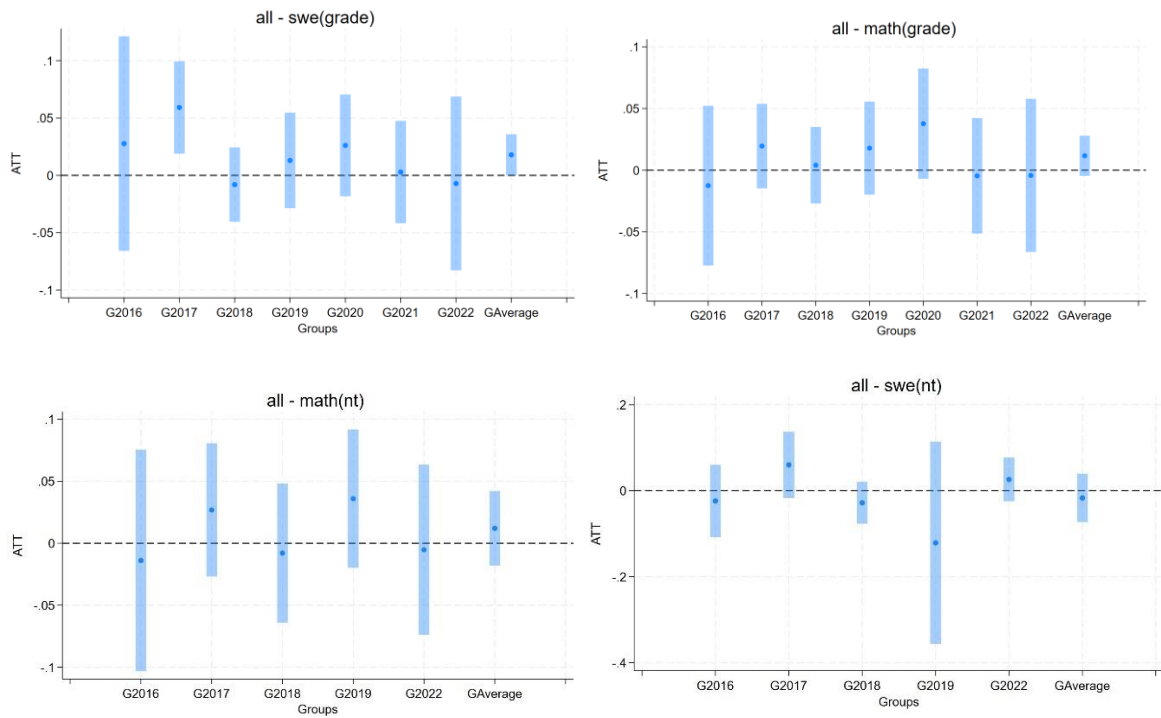 all - swe(grade)
.1
.05
0
-.05
-.1
ATT
G2016 G2017 G2018 G2019 G2020 G2021 G2022 GAverage
Groups
all - math(grade)
.1
.05
0
-.05
-.1
ATT
G2016 G2017 G2018 G2019 G2020 G2021 G2022 GAverage
Groups
all - math(nt)
.1
.05
0
-.05
-.1
ATT
G2016 G2017 G2018 G2019 G2022 GAverage
Groups
all - swe(nt)
.2
0
-.2
-.4
ATT
G2016 G2017 G2018 G2019 G2022 GAverage
Groups